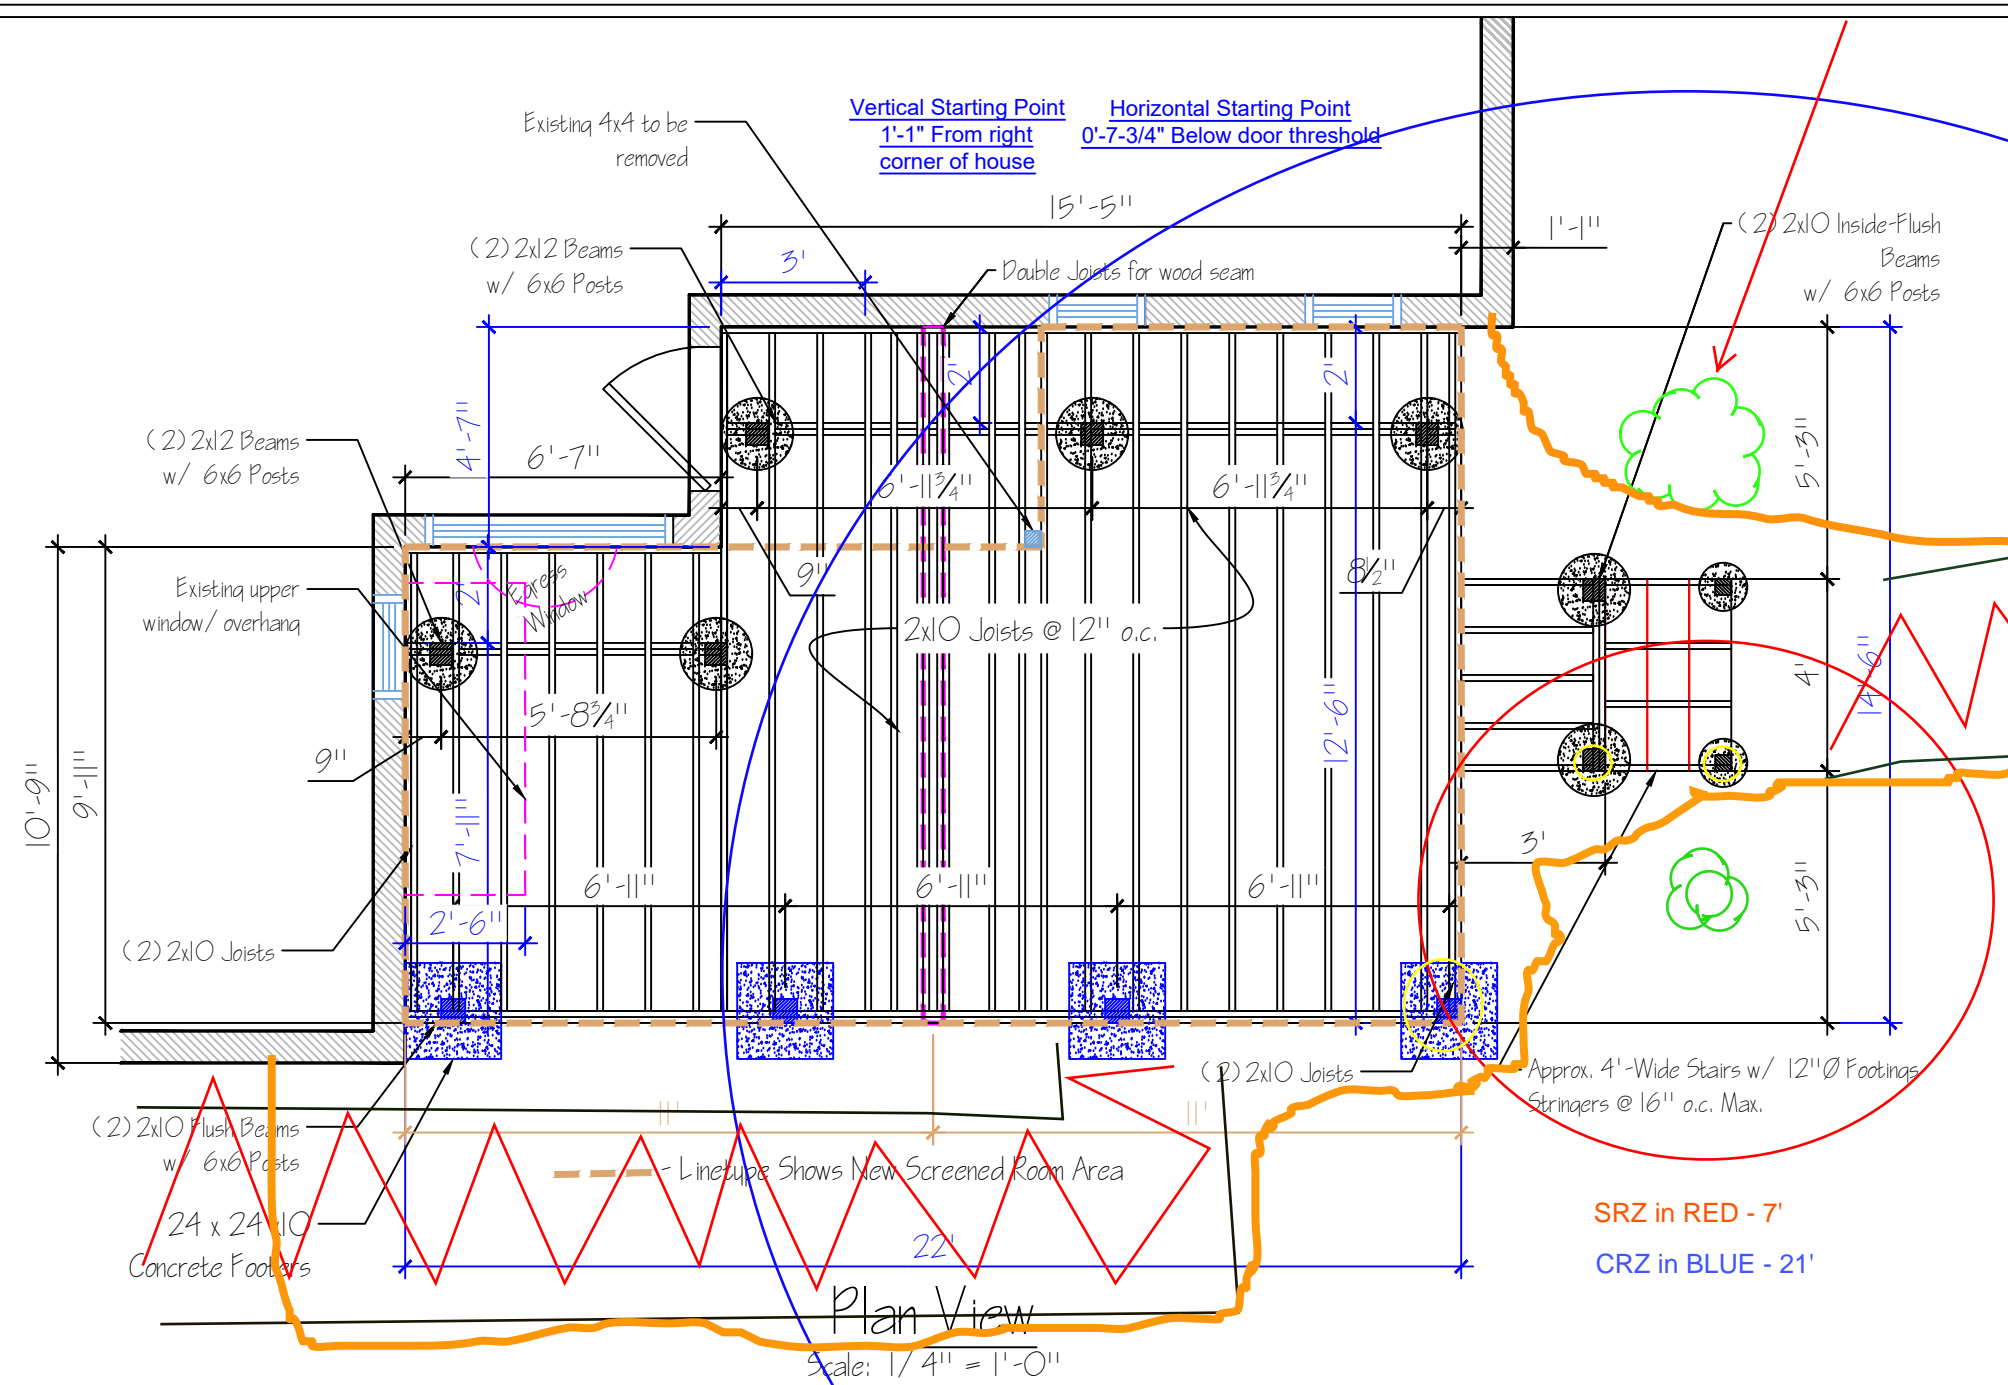 Existing 4x4 to be
removed
Vertical Starting Point
1'-1" From right
corner of house
Horizontal Starting Point
0'-7-3/4" Below door threshold
15'-5"
1'-1"
(2) 2x10 Inside-Flush
Beams
w/ 6x6 Posts
(2) 2x12 Beams
w/ 6x6 Posts
3'
Double Joists for wood seam
4'-7"
2'
2'
(2) 2x12 Beams
w/ 6x6 Posts
6'-7"
6'-11¾"
6'-11¾"
5'-3"
9"
8½"
Existing upper
window/ overhang
2'
Egress
Window
2x10 Joists @ 12" o.c.
4'
14'-6"
5'-8¾"
12'-6"
9"
10'-9"
9'-11"
7'-11"
3'
6'-11"
6'-11"
6'-11"
5'-3"
2'-6"
(2) 2x10 Joists
(2) 2x10 Joists
Approx. 4'-Wide Stairs w/ 12"Ø Footings
Stringers @ 16" o.c. Max.
11'
11'
(2) 2x10 Flush Beams
w/ 6x6 Posts
- Linetype Shows New Screened Room Area
24 x 24 x10
Concrete Footers
22'
SRZ in RED - 7'
CRZ in BLUE - 21'
Plan View
Scale: 1/4" = 1'-0"